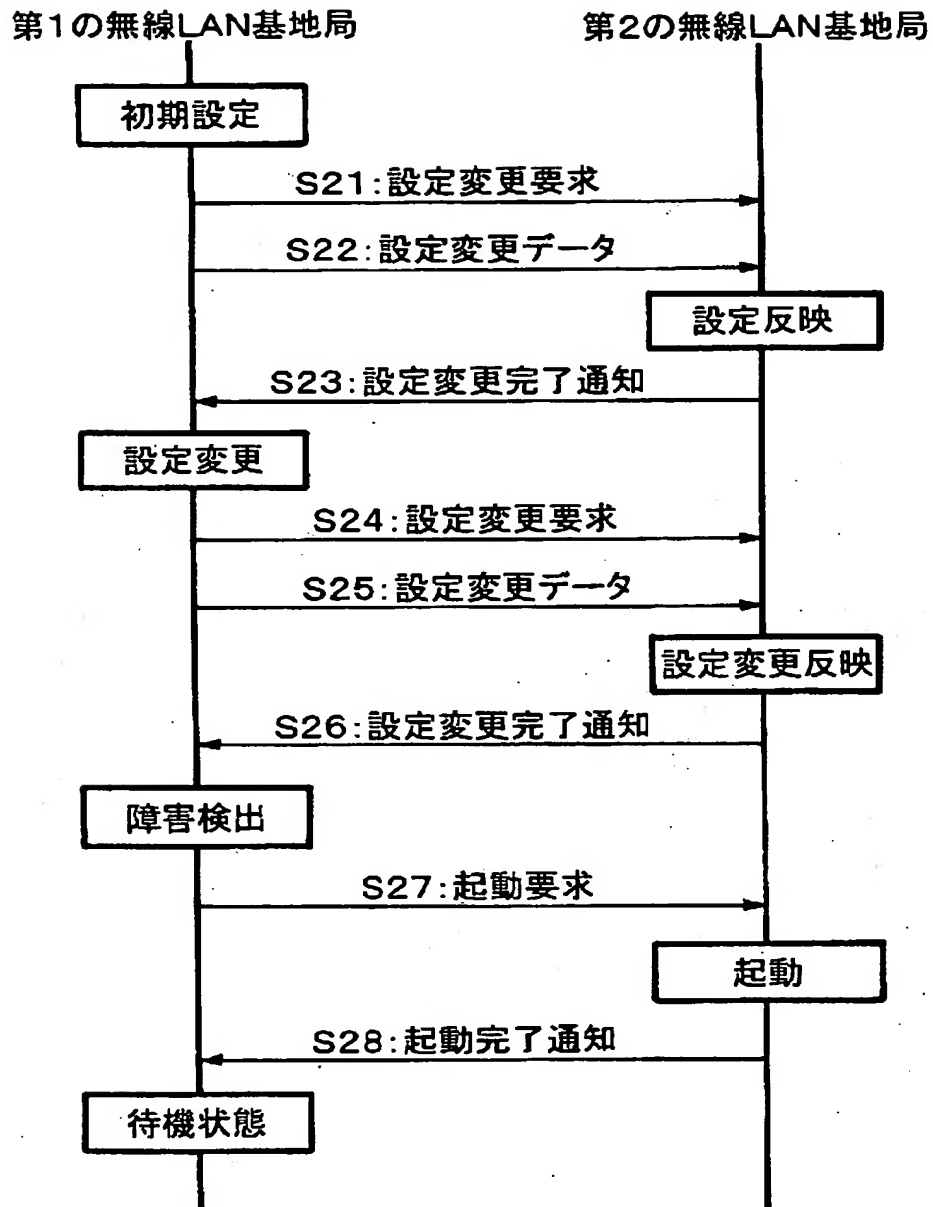 第1の無線LAN基地局
第2の無線LAN基地局
初期設定
S21:設定変更要求
S22:設定変更データ
設定反映
S23:設定変更完了通知
設定変更
S24:設定変更要求
S25:設定変更データ
設定変更反映
S26:設定変更完了通知
障害検出
S27:起動要求
起動
S28:起動完了通知
待機状態